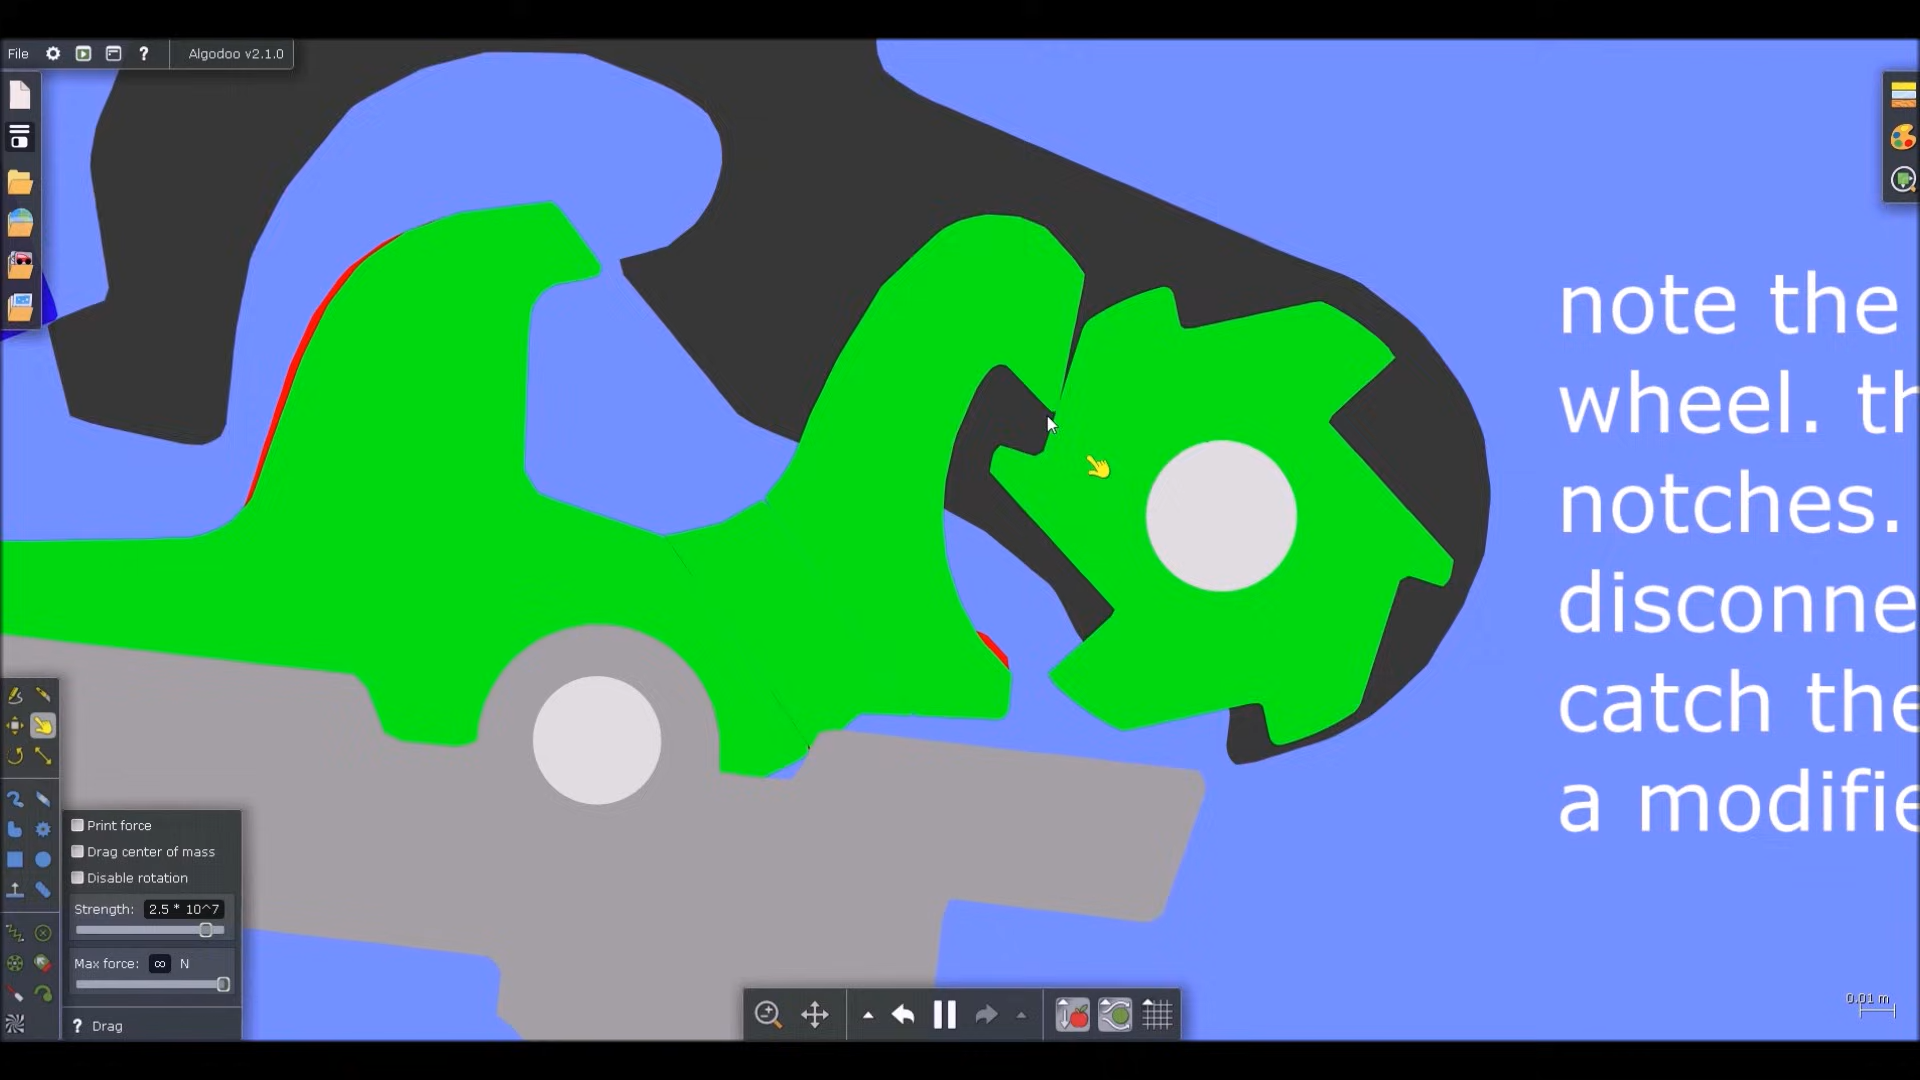 File
?
Algodoo v2.1.0
note the
wheel. th
notches.
disconne
catch the
a modifie
Print force
Drag center of mass
Disable rotation
Strength: 2.5 * 10^7
Max force: ∞ N
? Drag
0.01 m